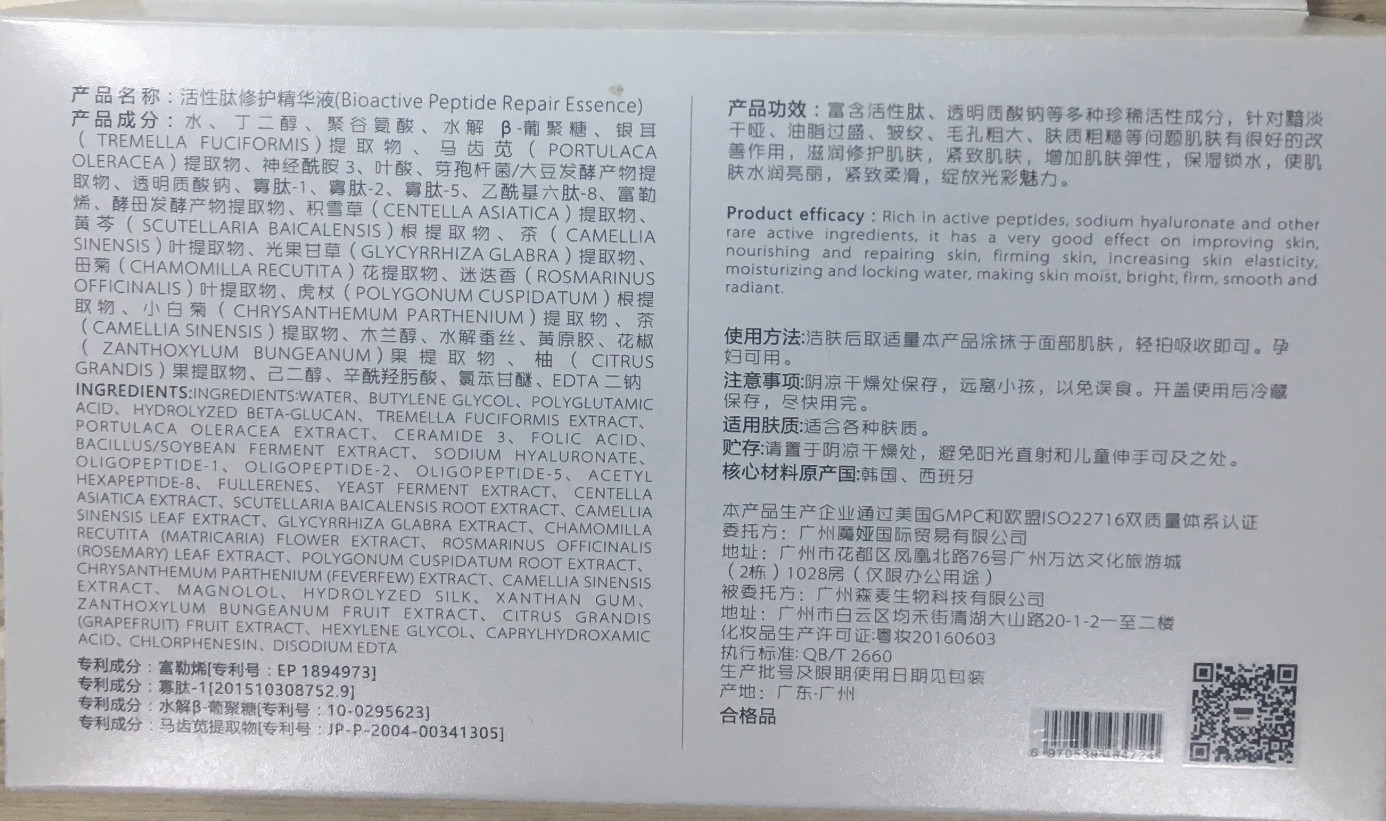 产品名称：活性肽修护精华液(Bioactive Peptide Repair Essence)
产品成分：水、丁二醇、聚谷氨酸、水解 β-葡聚糖、银耳
（ TREMELLA FUCIFORMIS ) 提取物、马齿苋（ PORTULACA
OLERACEA ) 提取物、神经酰胺 3、叶酸、芽孢杆菌/大豆发酵产物提
取物、透明质酸钠、寡肽-1、寡肽-2、寡肽-5、乙酰基六肽-8、富勒
烯、酵母发酵产物提取物、积雪草 ( CENTELLA ASIATICA ) 提取物、
黄芩 ( SCUTELLARIA BAICALENSIS ) 根提取物、茶 ( CAMELLIA
SINENSIS ) 叶提取物、光果甘草 ( GLYCYRRHIZA GLABRA ) 提取物、
母菊 ( CHAMOMILLA RECUTITA ) 花提取物、迷迭香 ( ROSMARINUS
OFFICINALIS ) 叶提取物、虎杖 ( POLYGONUM CUSPIDATUM ) 根提
取物、小白菊 ( CHRYSANTHEMUM PARTHENIUM ) 提取物、茶
( CAMELLIA SINENSIS ) 提取物、木兰醇、水解蚕丝、黄原胶、花椒
( ZANTHOXYLUM BUNGEANUM ) 果提取物、柚 ( CITRUS
GRANDIS ) 果提取物、己二醇、辛酰羟肟酸、氯苯甘醚、EDTA 二钠
INGREDIENTS:INGREDIENTS:WATER、BUTYLENE GLYCOL、POLYGLUTAMIC
ACID、HYDROLYZED BETA-GLUCAN、TREMELLA FUCIFORMIS EXTRACT、
PORTULACA OLERACEA EXTRACT、CERAMIDE 3、FOLIC ACID、
BACILLUS/SOYBEAN FERMENT EXTRACT、SODIUM HYALURONATE、
OLIGOPEPTIDE-1、OLIGOPEPTIDE-2、OLIGOPEPTIDE-5、ACETYL
HEXAPEPTIDE-8、FULLERENES、YEAST FERMENT EXTRACT、CENTELLA
ASIATICA EXTRACT、SCUTELLARIA BAICALENSIS ROOT EXTRACT、CAMELLIA
SINENSIS LEAF EXTRACT、GLYCYRRHIZA GLABRA EXTRACT、CHAMOMILLA
RECUTITA (MATRICARIA) FLOWER EXTRACT、ROSMARINUS OFFICINALIS
(ROSEMARY) LEAF EXTRACT、POLYGONUM CUSPIDATUM ROOT EXTRACT、
CHRYSANTHEMUM PARTHENIUM (FEVERFEW) EXTRACT、CAMELLIA SINENSIS
EXTRACT、MAGNOLOL、HYDROLYZED SILK、XANTHAN GUM、
ZANTHOXYLUM BUNGEANUM FRUIT EXTRACT、CITRUS GRANDIS
(GRAPEFRUIT) FRUIT EXTRACT、HEXYLENE GLYCOL、CAPRYLHYDROXAMIC
ACID、CHLORPHENESIN、DISODIUM EDTA
专利成分：富勒烯[专利号：EP 1894973]
专利成分：寡肽-1[201510308752.9]
专利成分：水解β-葡聚糖[专利号：10-0295623]
专利成分：马齿苋提取物[专利号：JP-P-2004-00341305]
产品功效：富含活性肽、透明质酸钠等多种珍稀活性成分，针对黯淡
干哑、油脂过盛、皱纹、毛孔粗大、肤质粗糙等问题肌肤有很好的改
善作用，滋润修护肌肤，紧致肌肤，增加肌肤弹性，保湿锁水，使肌
肤水润亮丽，紧致柔滑，绽放光彩魅力。
Product efficacy：Rich in active peptides, sodium hyaluronate and other
rare active ingredients, it has a very good effect on improving skin,
nourishing and repairing skin, firming skin, increasing skin elasticity,
moisturizing and locking water, making skin moist, bright, firm, smooth and
radiant.
使用方法:洁肤后取适量本产品涂抹于面部肌肤，轻拍吸收即可。孕
妇可用。
注意事项:阴凉干燥处保存，远离小孩，以免误食。开盖使用后冷藏
保存，尽快用完。
适用肤质:适合各种肤质。
贮存:请置于阴凉干燥处，避免阳光直射和儿童伸手可及之处。
核心材料原产国:韩国、西班牙
本产品生产企业通过美国GMPC和欧盟ISO22716双质量体系认证
委托方：广州魔娅国际贸易有限公司
地址：广州市花都区凤凰北路76号广州万达文化旅游城
（2栋）1028房（仅限办公用途）
被委托方：广州森麦生物科技有限公司
地址：广州市白云区均禾街清湖大山路20-1-2一至二楼
化妆品生产许可证:粤妆20160603
执行标准: QB/T 2660
生产批号及限期使用日期见包装
产地：广东·广州
合格品